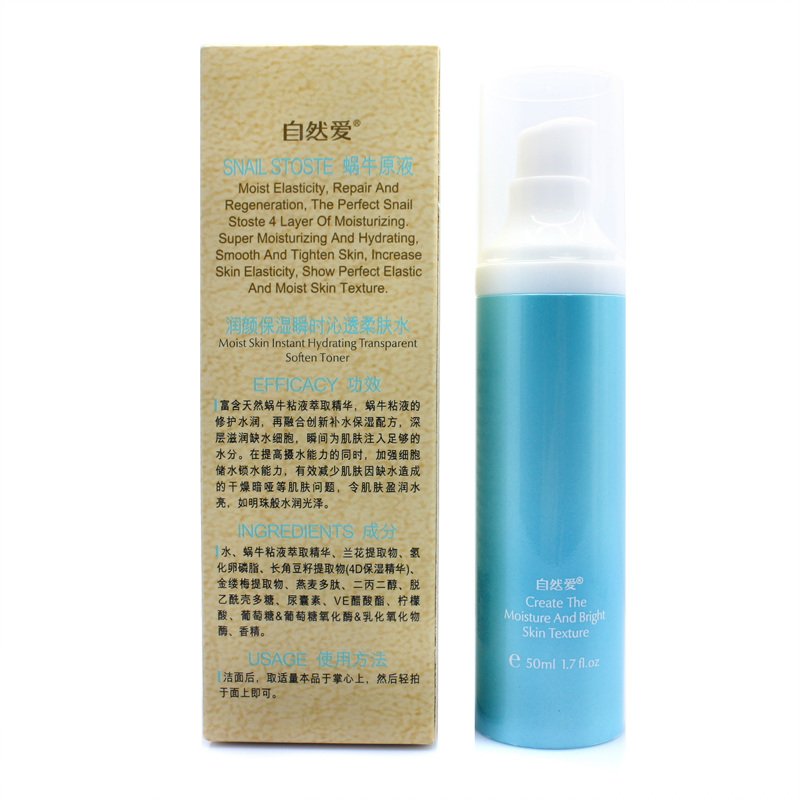 自然爱®
SNAIL STOSTE 蜗牛原液
Moist Elasticity, Repair And
Regeneration, The Perfect Snail
Stoste 4 Layer Of Moisturizing.
Super Moisturizing And Hydrating,
Smooth And Tighten Skin, Increase
Skin Elasticity, Show Perfect Elastic
And Moist Skin Texture.
润颜保湿瞬时沁透柔肤水
Moist Skin Instant Hydrating Transparent
Soften Toner
EFFICACY 功效
富含天然蜗牛粘液萃取精华，蜗牛粘液的
修护水润，再融合创新补水保湿配方，深
层滋润缺水细胞，瞬间为肌肤注入足够的
水分。在提高摄水能力的同时，加强细胞
储水锁水能力，有效减少肌肤因缺水造成
的干燥暗哑等肌肤问题，令肌肤盈润水
亮，如明珠般水润光泽。
INGREDIENTS 成分
水、蜗牛粘液萃取精华、兰花提取物、氢
化卵磷脂、长角豆籽提取物(4D保湿精华)、
金缕梅提取物、燕麦多肽、二丙二醇、脱
乙酰壳多糖、尿囊素、VE醋酸酯、柠檬
酸、葡萄糖&葡萄糖氧化酶&乳化氧化物
酶、香精。
USAGE 使用方法
洁面后，取适量本品于掌心上，然后轻拍
于面上即可。
自然爱®
Create The
Moisture And Bright
Skin Texture
e 50ml 1.7 fl.oz